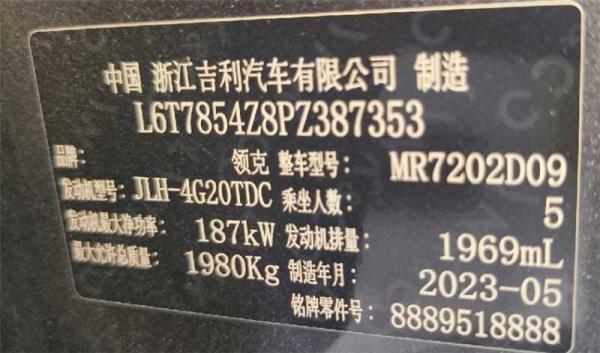 中国 浙江吉利汽车有限公司 制造
L6T7854Z8PZ387353
品牌: 领克 整车型号: MR7202D09
发动机型号: JLH-4G20TDC 乘坐人数: 5
发动机最大净功率: 187kW 发动机排量: 1969mL
最大允许总质量: 1980Kg 制造年月: 2023-05
铭牌零件号: 8889518888